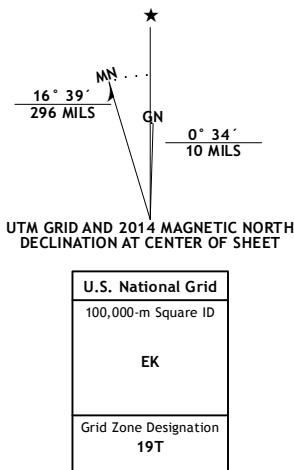 ★
MN
GN
16° 39´
296 MILS
0° 34´
10 MILS
UTM GRID AND 2014 MAGNETIC NORTH
DECLINATION AT CENTER OF SHEET
U.S. National Grid
100,000-m Square ID
EK
Grid Zone Designation
19T